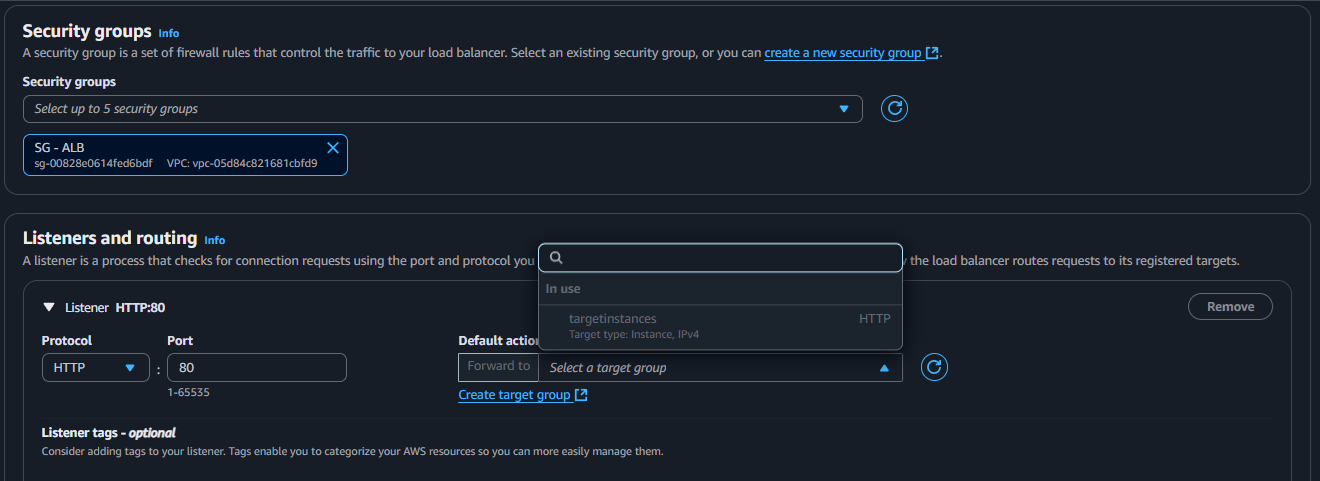 Security groups Info
A security group is a set of firewall rules that control the traffic to your load balancer. Select an existing security group, or you can create a new security group.
Security groups
Select up to 5 security groups
SG - ALB
sg-00828e0614fed6bdf VPC: vpc-05d84c821681cbfd9
Listeners and routing Info
A listener is a process that checks for connection requests using the port and protocol you the load balancer routes requests to its registered targets.
In use
Listener HTTP:80
Remove
targetinstances HTTP
Target type: Instance, IPv4
Protocol Port Default action
HTTP : 80 Forward to Select a target group
1-65535 Create target group
Listener tags - optional
Consider adding tags to your listener. Tags enable you to categorize your AWS resources so you can more easily manage them.